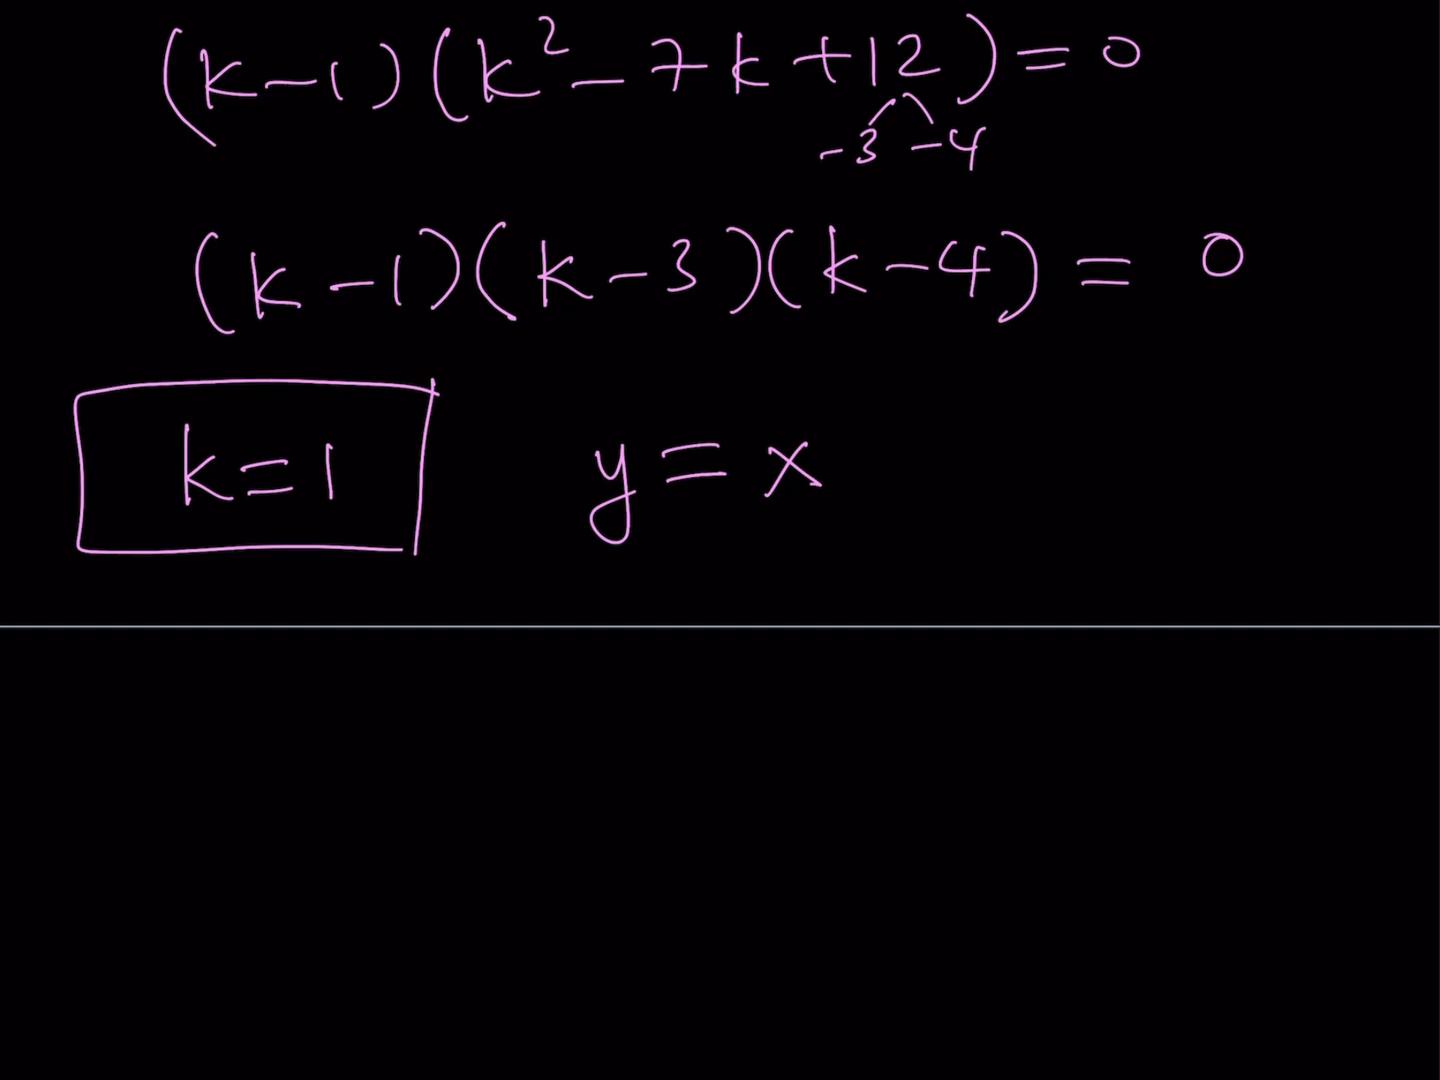 (k-1)(k²-7k+12)=0
-3 -4
(k-1)(k-3)(k-4)=0
k=1 y=x